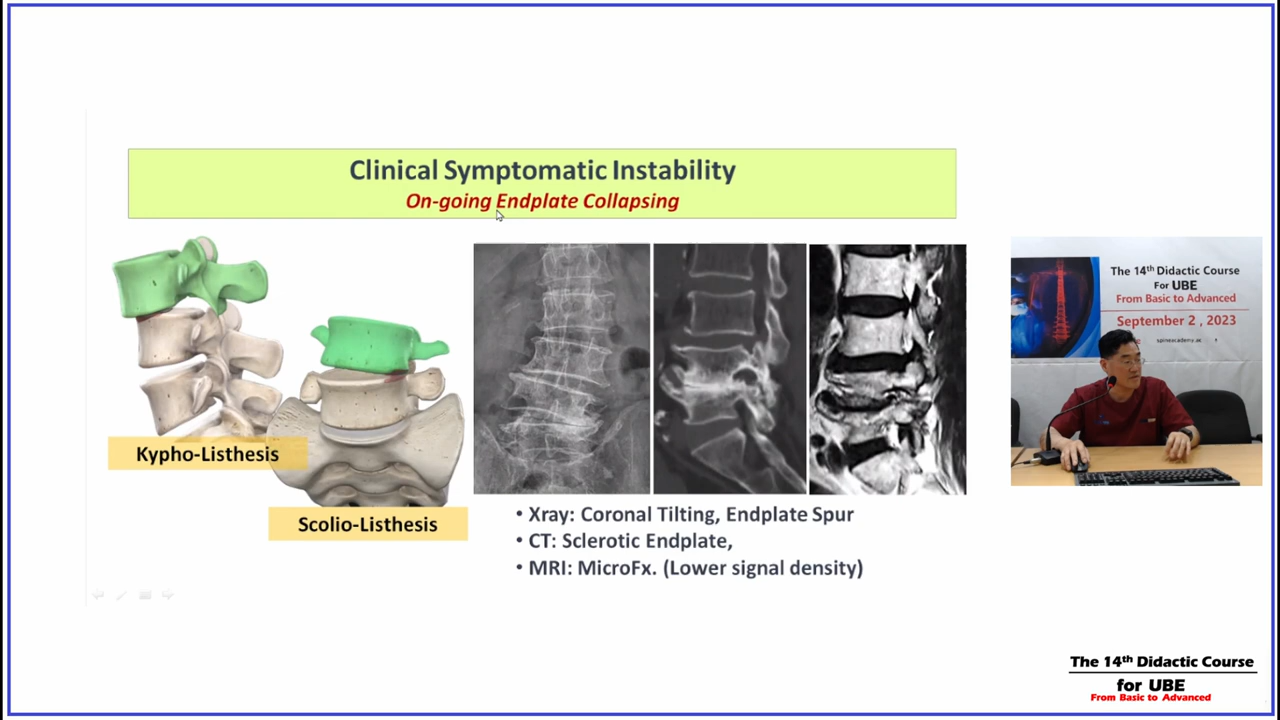 Clinical Symptomatic Instability
On-going Endplate Collapsing
Kypho-Listhesis
Scolio-Listhesis
• Xray: Coronal Tilting, Endplate Spur
• CT: Sclerotic Endplate,
• MRI: MicroFx. (Lower signal density)
The 14th Didactic Course
For UBE
From Basic to Advanced
September 2 , 2023
spineacademy.ac
The 14th Didactic Course
for UBE
From Basic to Advanced